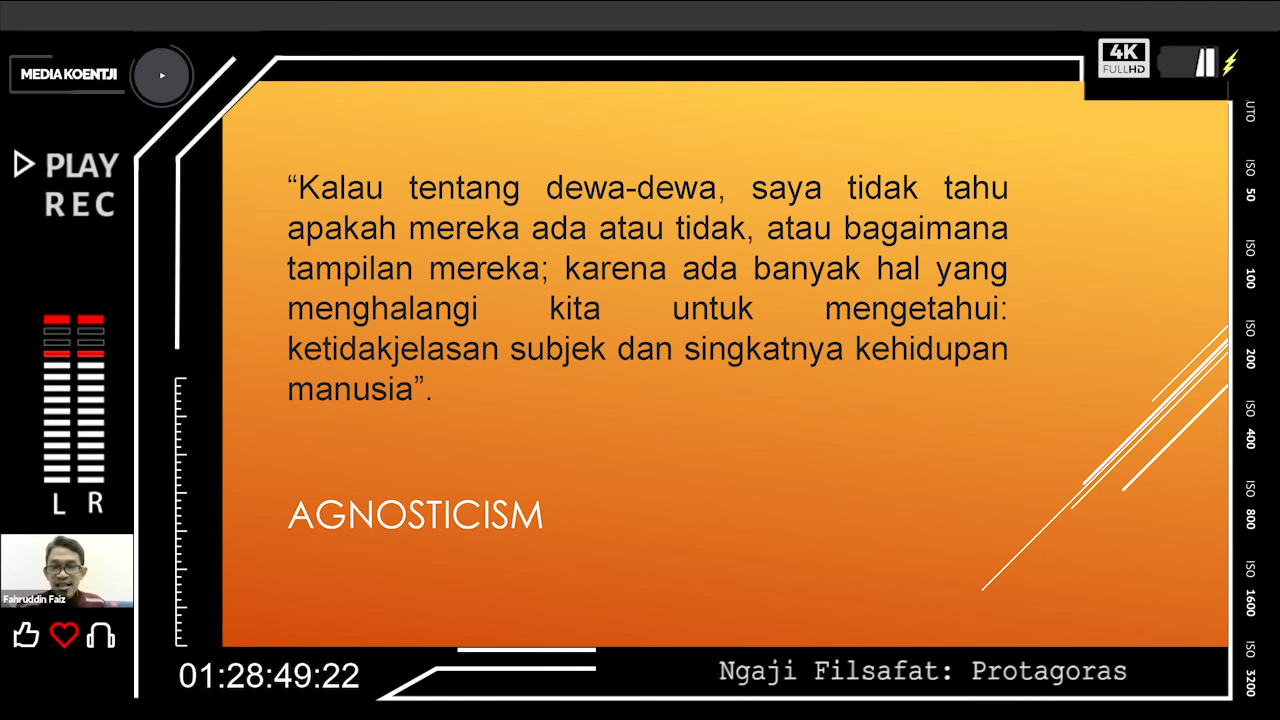 MEDIA KOENTJI
4K
FULLHD
PLAY
REC
“Kalau tentang dewa-dewa, saya tidak tahu
apakah mereka ada atau tidak, atau bagaimana
tampilan mereka; karena ada banyak hal yang
menghalangi kita untuk mengetahui:
ketidakjelasan subjek dan singkatnya kehidupan
manusia”.
AGNOSTICISM
L R
Fahruddin Faiz
01:28:49:22
Ngaji Filsafat: Protagoras
UTO
ISO 50
ISO 100
ISO 200
ISO 400
ISO 800
ISO 1600
ISO 3200